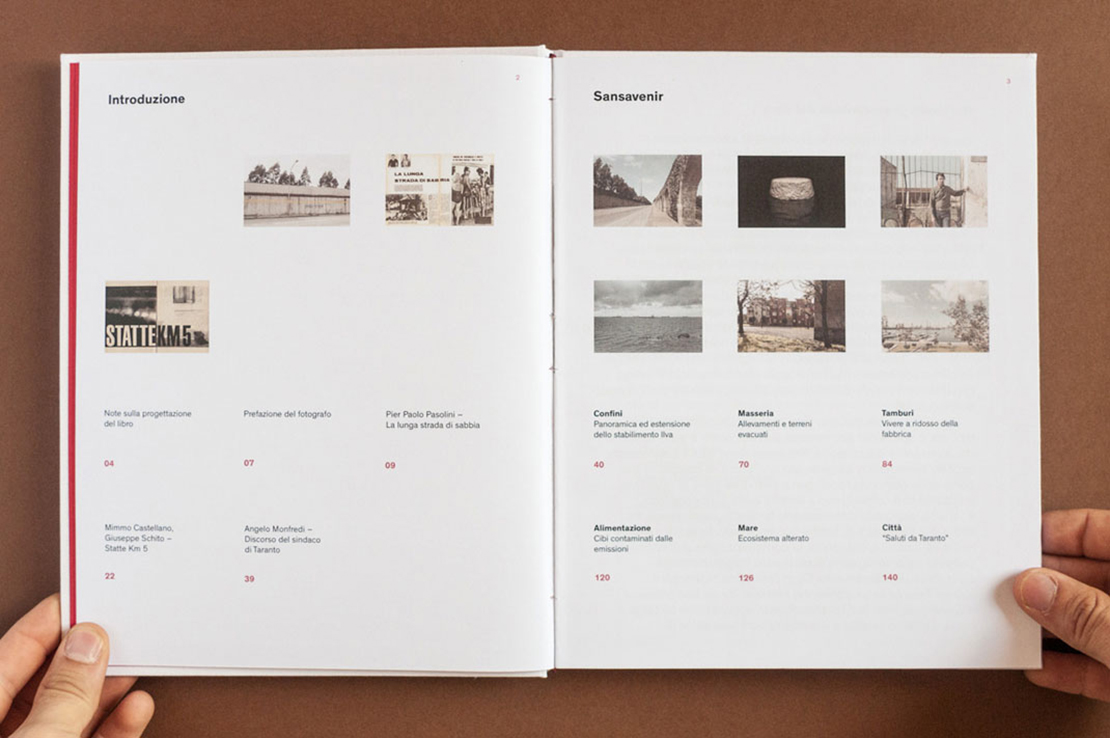 2
Introduzione
LA LUNGA
STRADA DI SABBIA
STATTE KM 5
Note sulla progettazione
del libro
04
Prefazione del fotografo
07
Pier Paolo Pasolini –
La lunga strada di sabbia
09
Mimmo Castellano,
Giuseppe Schito –
Statte Km 5
22
Angelo Monfredi –
Discorso del sindaco
di Taranto
39
3
Sansavenir
Confini
Panoramica ed estensione
dello stabilimento Ilva
40
Masseria
Allevamenti e terreni
evacuati
70
Tamburi
Vivere a ridosso della
fabbrica
84
Alimentazione
Cibi contaminati dalle
emissioni
120
Mare
Ecosistema alterato
126
Città
"Saluti da Taranto"
140